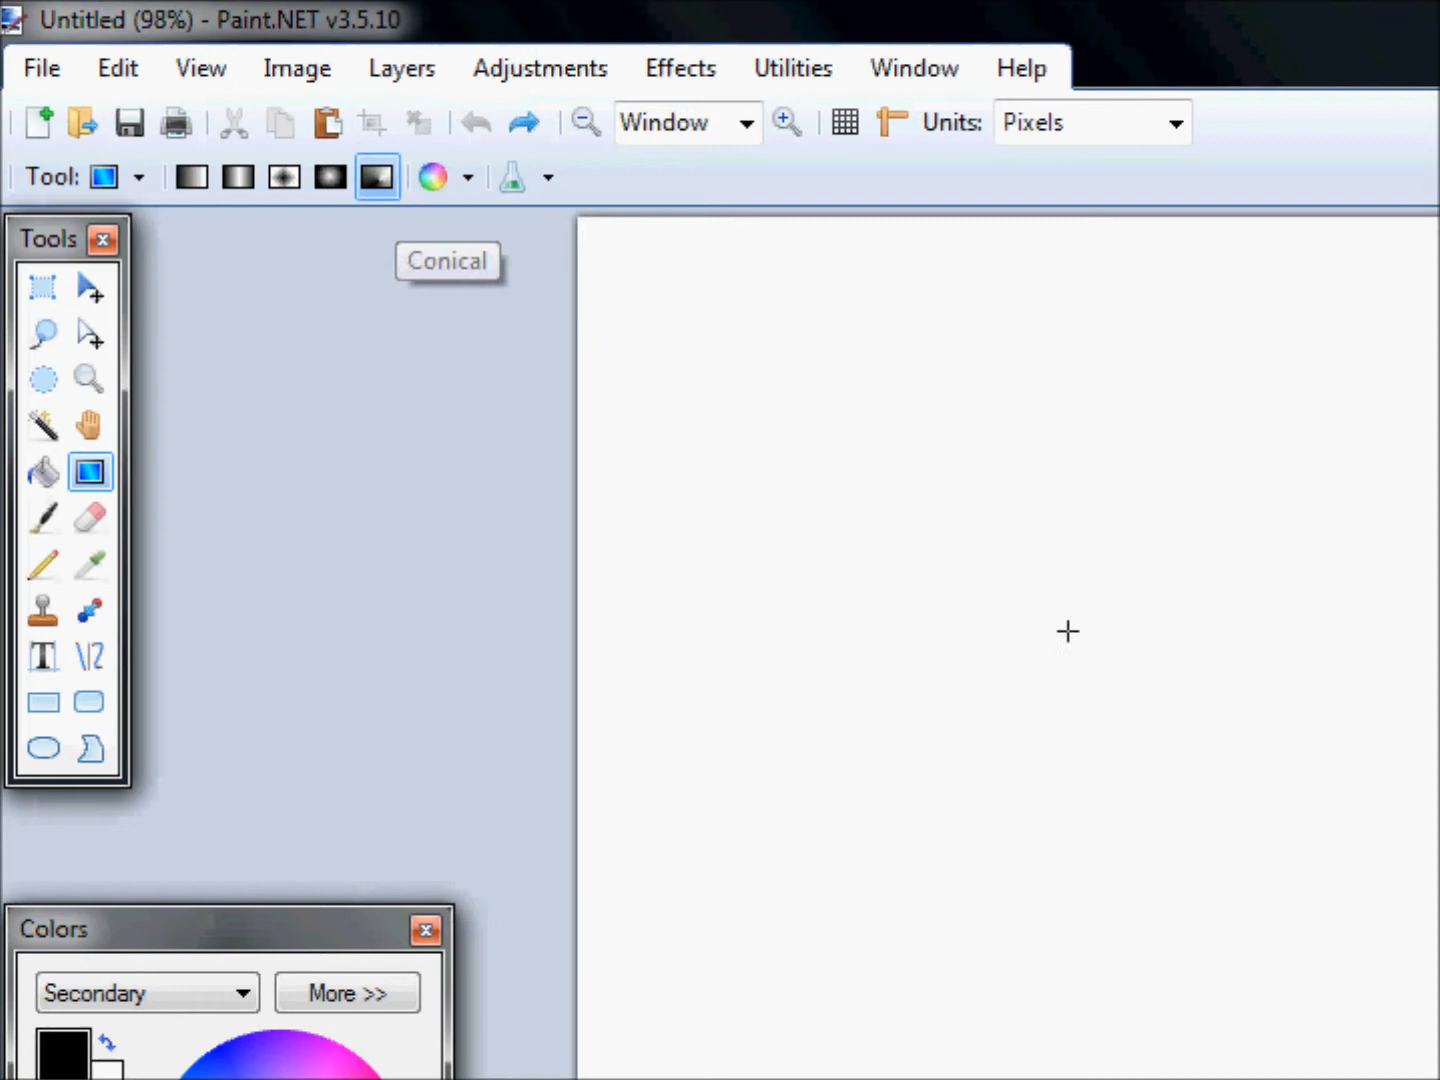 Untitled (98%) - Paint.NET v3.5.10
File Edit View Image Layers Adjustments Effects Utilities Window Help
Window Units: Pixels
Tool:
Tools
Conical
Colors
Secondary More >>